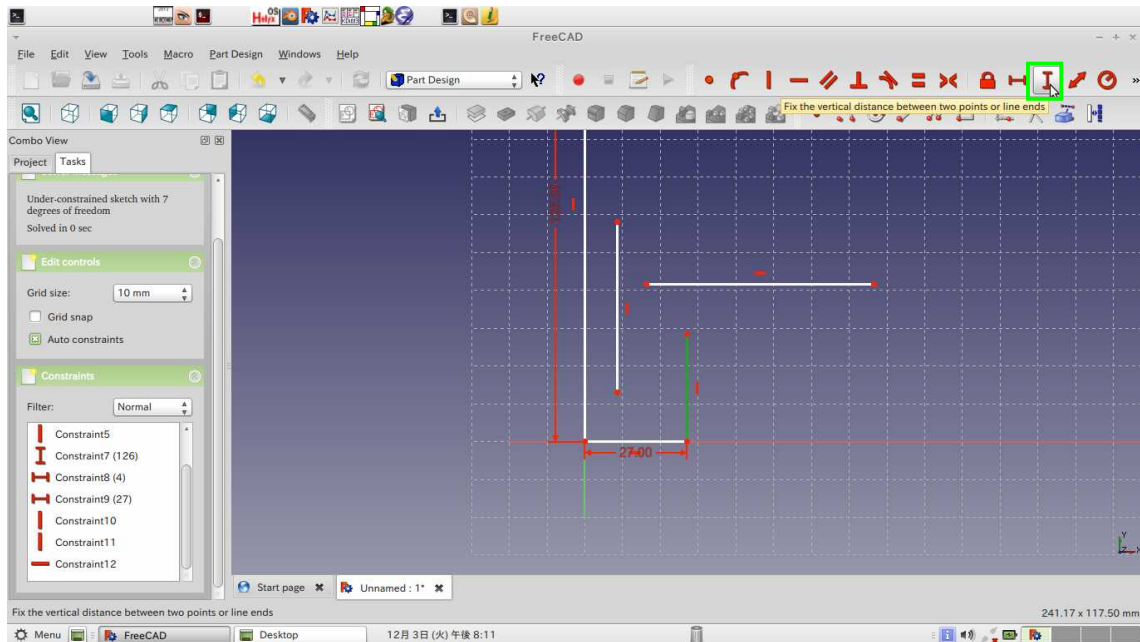 FreeCAD
File Edit View Tools Macro Part Design Windows Help
Part Design
Fix the vertical distance between two points or line ends
Combo View
Project Tasks
Under-constrained sketch with 7
degrees of freedom
Solved in 0 sec
Edit controls
Grid size: 10 mm
Grid snap
Auto constraints
Constraints
Filter: Normal
Constraint5
Constraint7 (126)
Constraint8 (4)
Constraint9 (27)
Constraint10
Constraint11
Constraint12
27.00
Y
Z X
Start page
Unnamed : 1*
Fix the vertical distance between two points or line ends
241.17 x 117.50 mm
Menu FreeCAD Desktop 12月 3日 (火) 午後 8:11